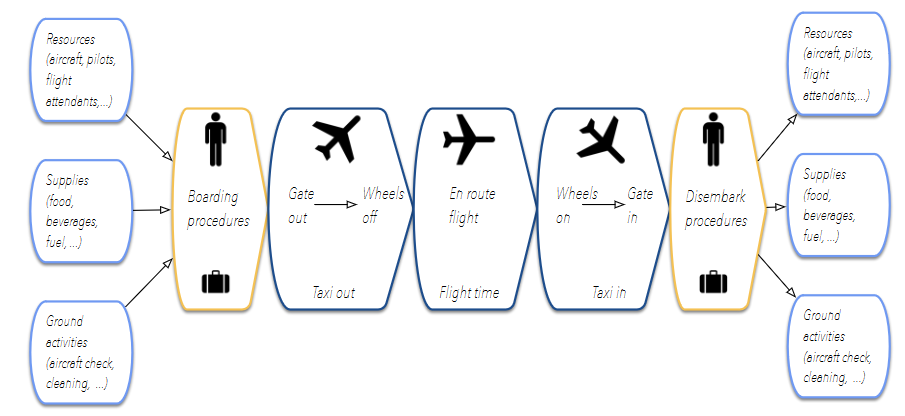 Resources
(aircraft, pilots,
flight
attendants,...)
Supplies
(food,
beverages,
fuel, ...)
Ground
activities
(aircraft check,
cleaning, ...)
Boarding
procedures
Gate
out
Wheels
off
Taxi out
En route
flight
Flight time
Wheels
on
Gate
in
Taxi in
Disembark
procedures
Resources
(aircraft, pilots,
flight
attendants,...)
Supplies
(food,
beverages,
fuel, ...)
Ground
activities
(aircraft check,
cleaning, ...)